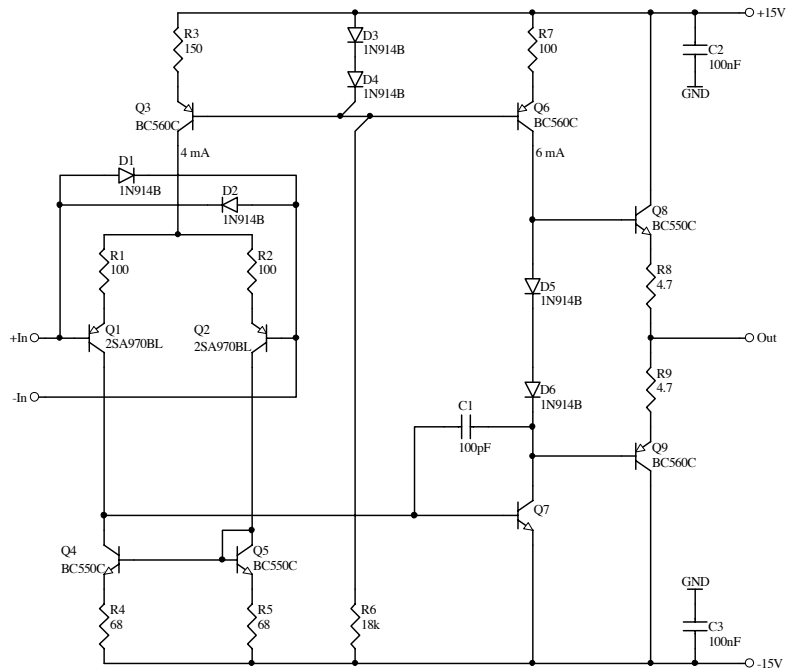 +15V
R3
150
D3
1N914B
R7
100
C2
100nF
GND
D4
1N914B
Q3
BC560C
Q6
BC560C
4 mA
6 mA
D1
1N914B
D2
1N914B
Q8
BC550C
R1
100
R2
100
R8
4.7
D5
1N914B
+In
Q1
2SA970BL
Q2
2SA970BL
Out
R9
4.7
-In
D6
1N914B
C1
100pF
Q9
BC560C
Q7
Q4
BC550C
Q5
BC550C
GND
R4
68
R5
68
R6
18k
C3
100nF
-15V